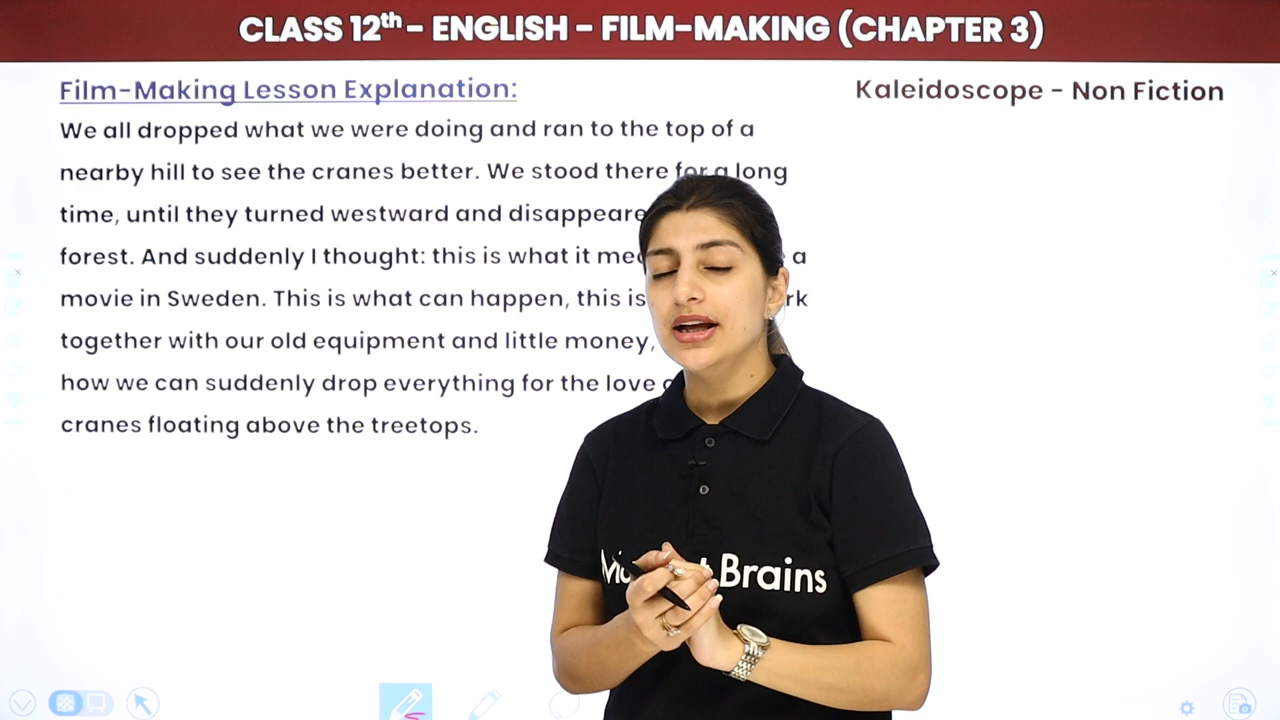 CLASS 12th - ENGLISH - FILM-MAKING (CHAPTER 3)
Film-Making Lesson Explanation:
Kaleidoscope - Non Fiction
We all dropped what we were doing and ran to the top of a
nearby hill to see the cranes better. We stood there for a long
time, until they turned westward and
forest. And suddenly I thought: this is what it a
movie in Sweden. This is what can happen, this is
together with our old equipment and little money,
how we can suddenly drop everything for the love
cranes floating above the treetops.
Brains